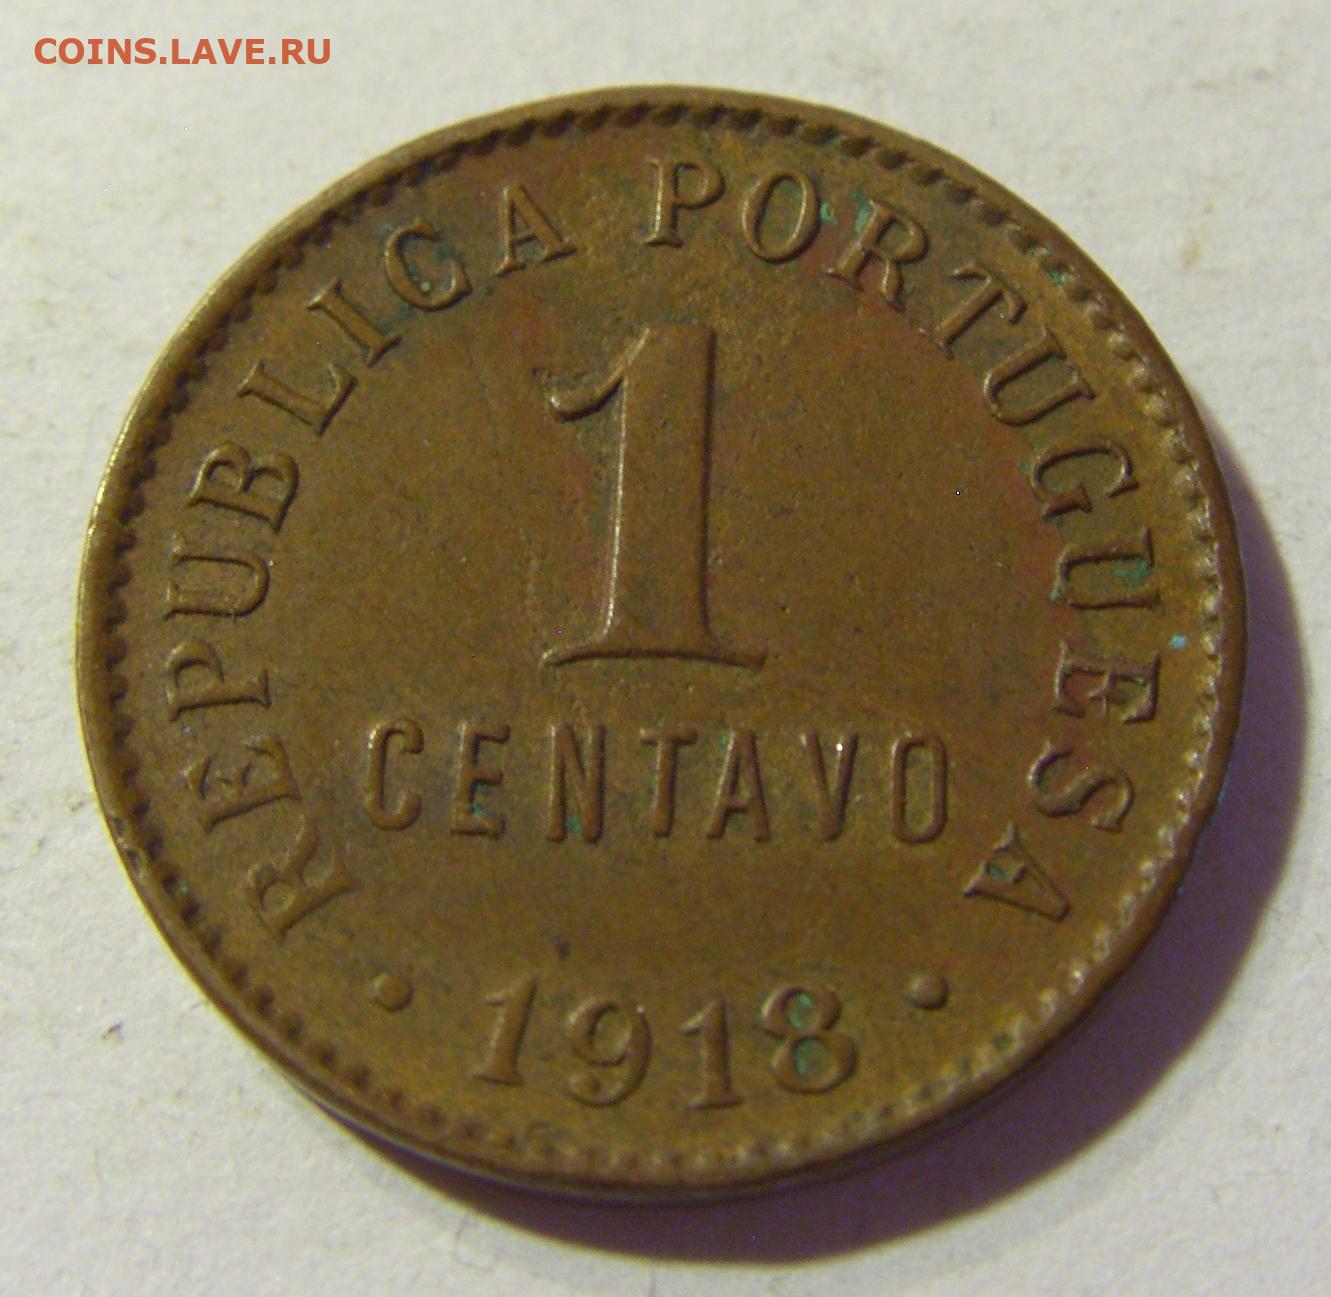 COINS.LAVE.RU
REPUBLICA PORTUGUESA
1
CENTAVO
• 1918 •